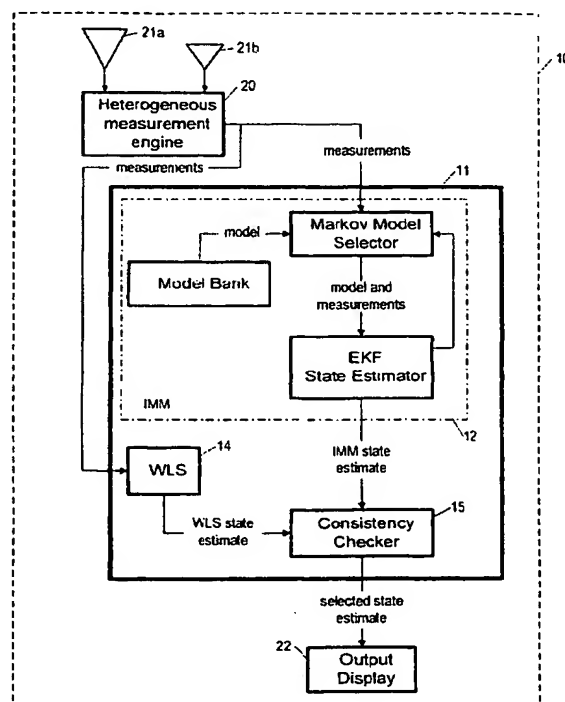 21a
21b
20
10
Heterogeneous
measurement
engine
measurements
measurements
11
model
Markov Model
Selector
Model Bank
model and
measurements
EKF
State Estimator
IMM
12
14
IMM state
estimate
WLS
15
WLS state
estimate
Consistency
Checker
selected state
estimate
22
Output
Display